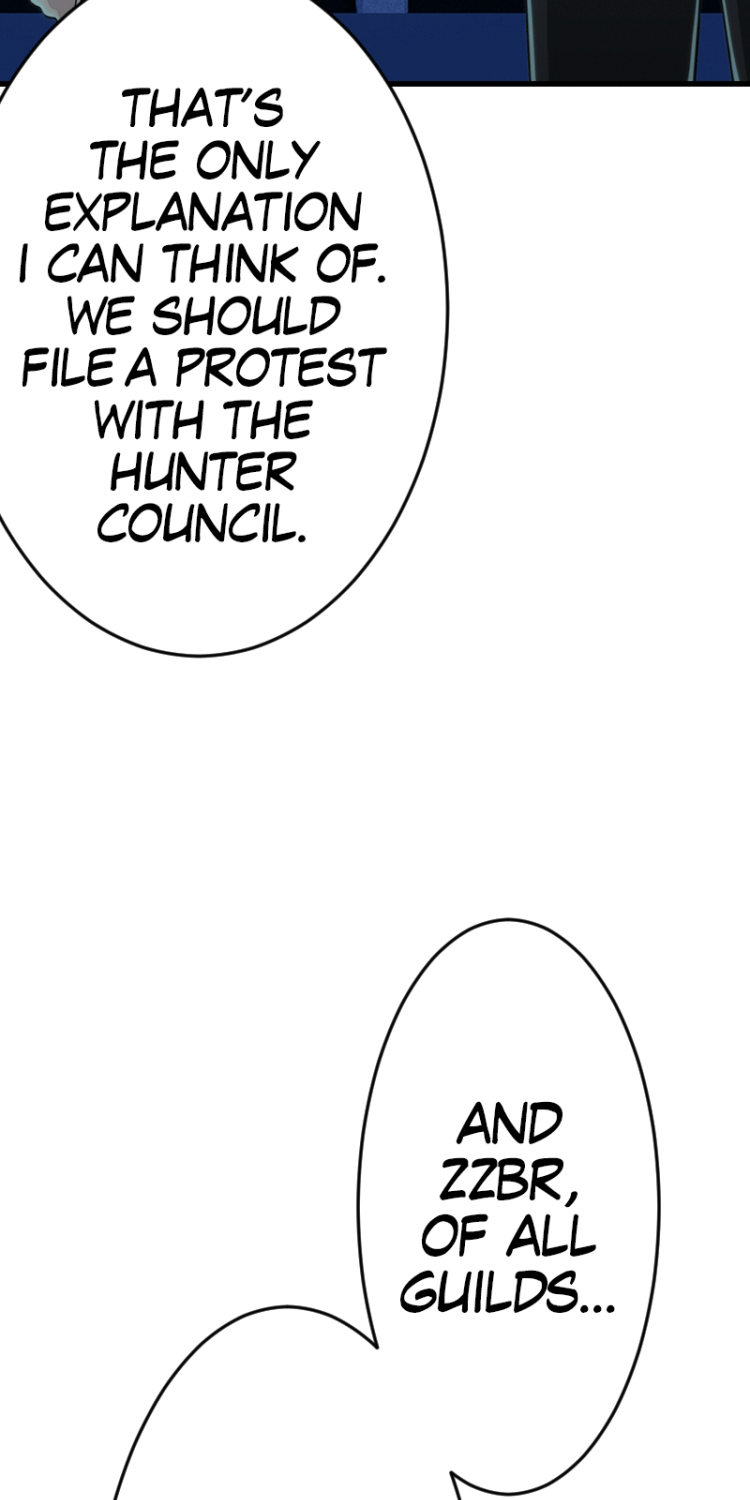 THAT'S
THE ONLY
EXPLANATION
I CAN THINK OF.
WE SHOULD
FILE A PROTEST
WITH THE
HUNTER
COUNCIL.
AND
ZZBR,
OF ALL
GUILDS...